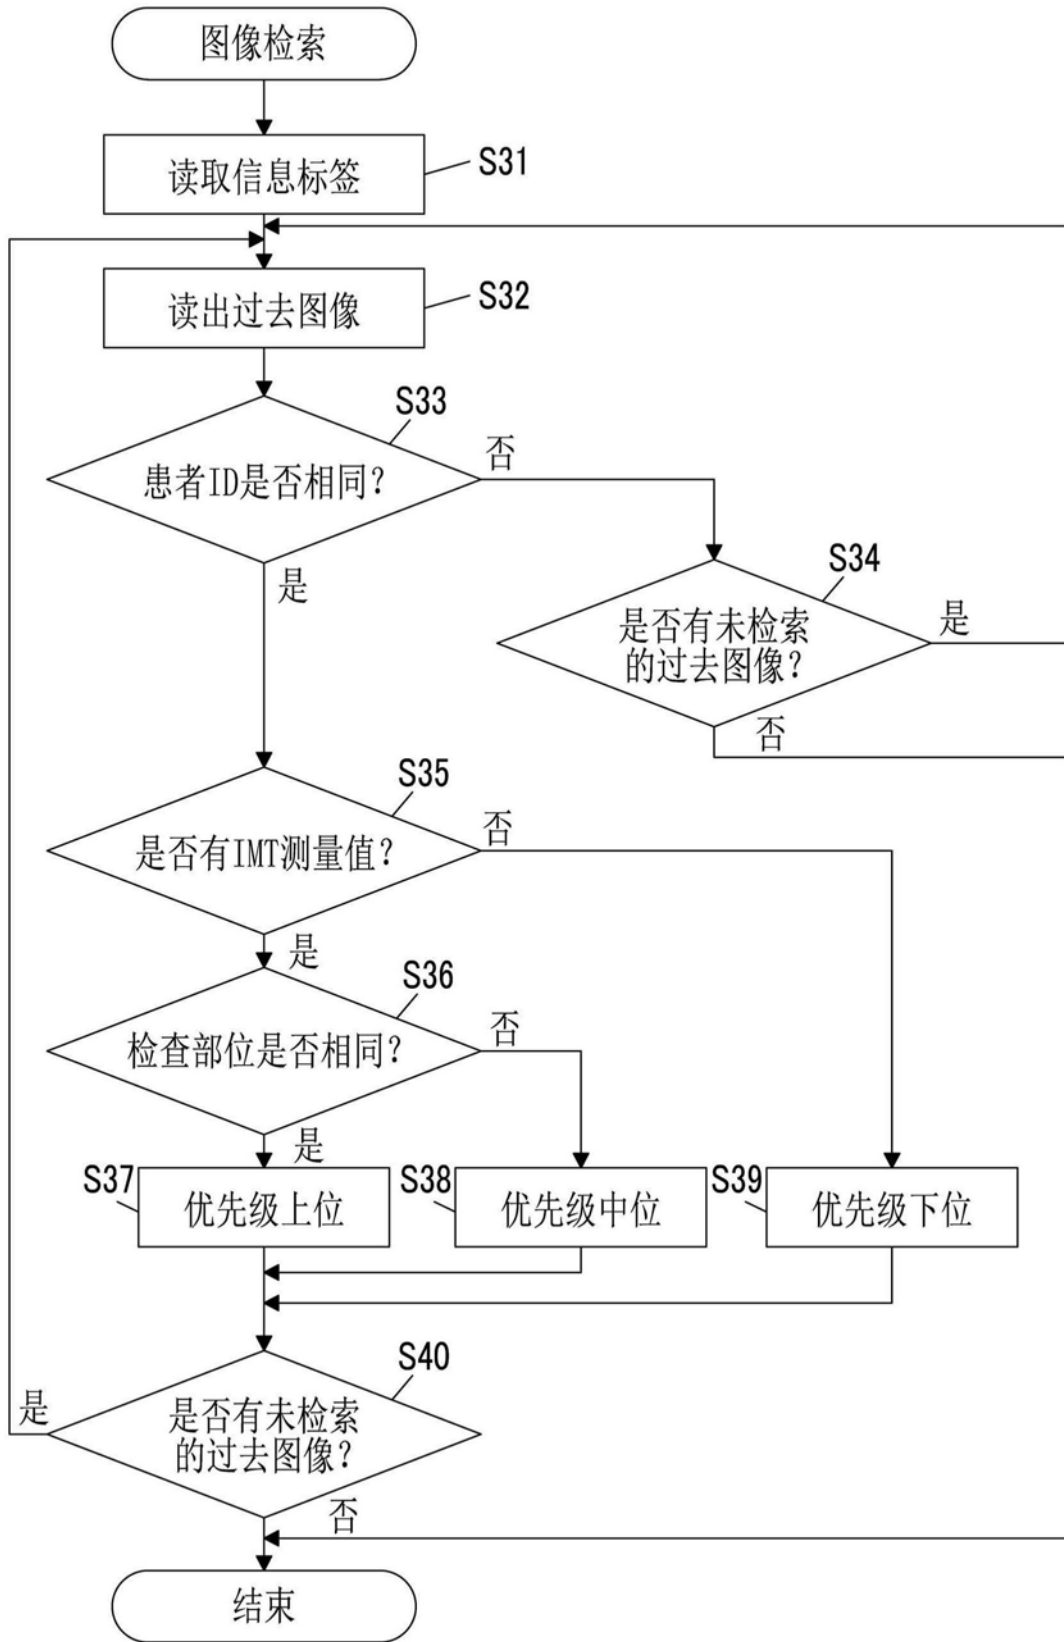 图像检索
读取信息标签
S31
读出过去图像
S32
S33
患者ID是否相同?
否
是
S34
是否有未检索
的过去图像?
是
否
S35
是否有IMT测量值?
否
是
S36
检查部位是否相同?
否
是
S37
优先级上位
S38
优先级中位
S39
优先级下位
S40
是否有未检索
的过去图像?
是
否
结束